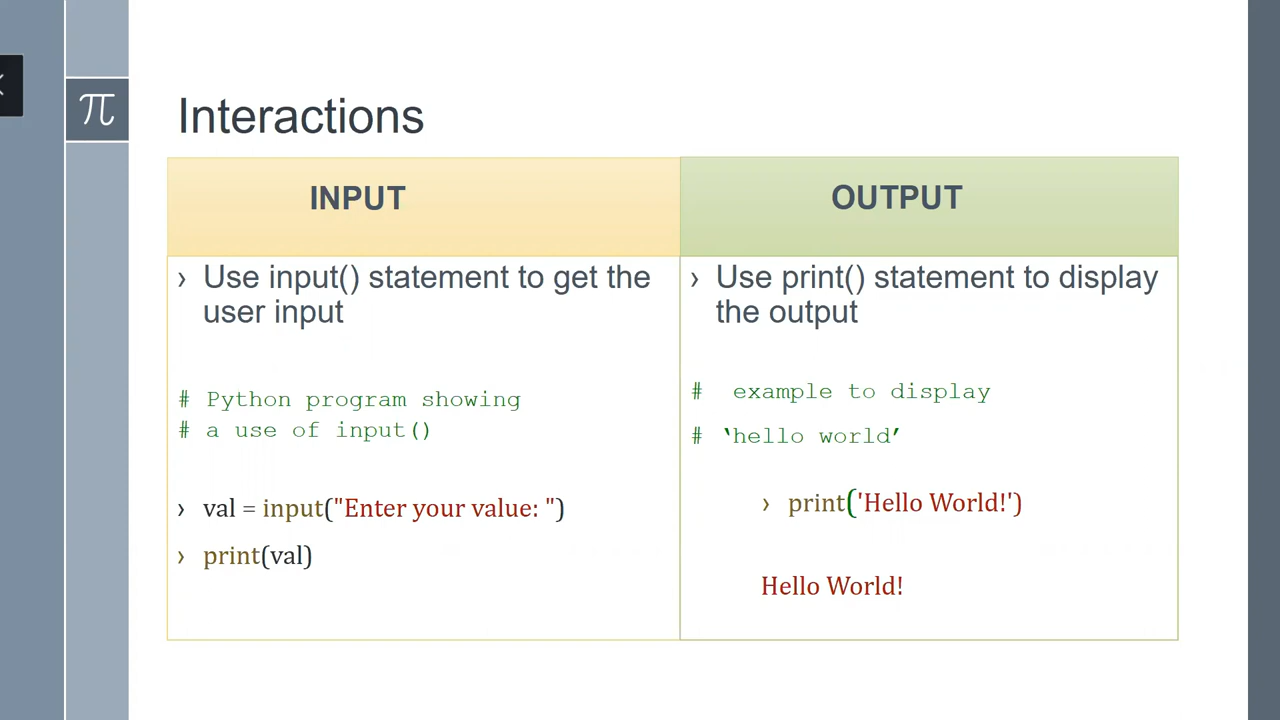 π
Interactions
INPUT
› Use input() statement to get the
user input
# Python program showing
# a use of input()
› val = input("Enter your value: ")
› print(val)
OUTPUT
› Use print() statement to display
the output
# example to display
# ‘hello world’
› print('Hello World!')
Hello World!